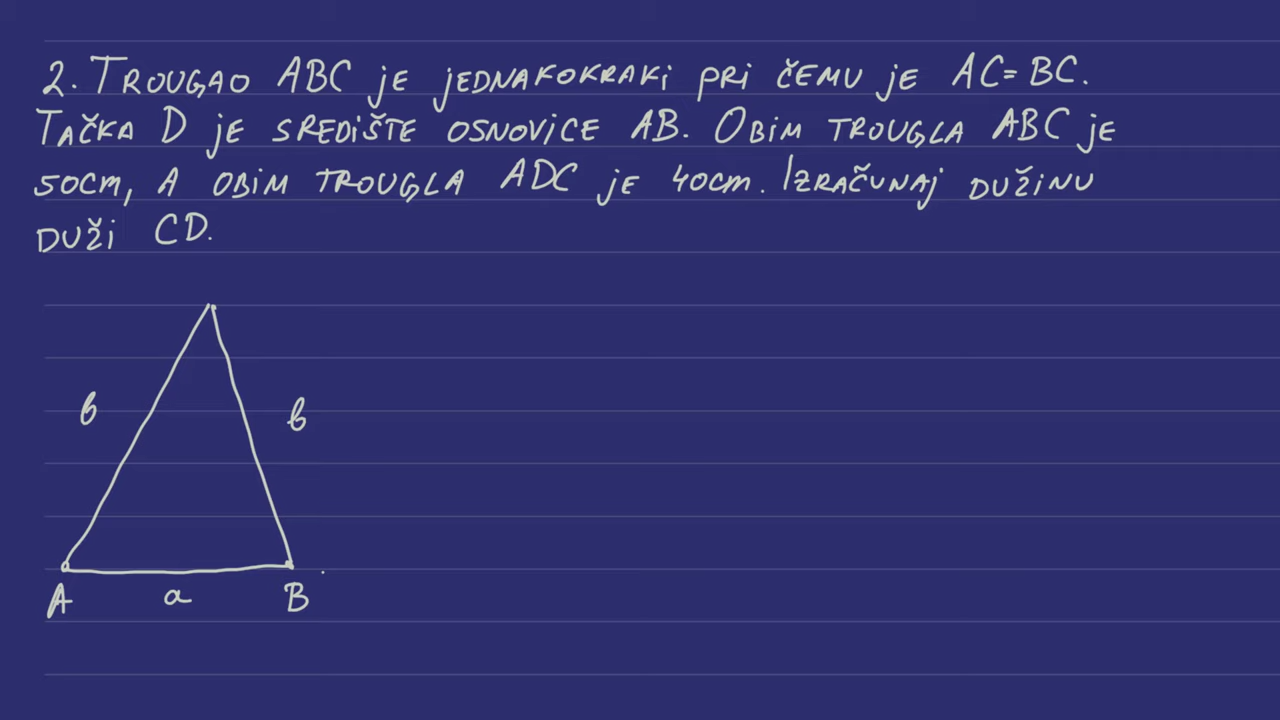 2. TROUGAO ABC JE JEDNAKOKRAKI PRI ČEMU JE AC=BC.
TAČKA D JE SREDIŠTE OSNOVICE AB. OBIM TROUGLA ABC JE
50CM, A OBIM TROUGLA ADC JE 40CM. IZRAČUNAJ DUŽINU
DUŽI CD.
b b
A a B